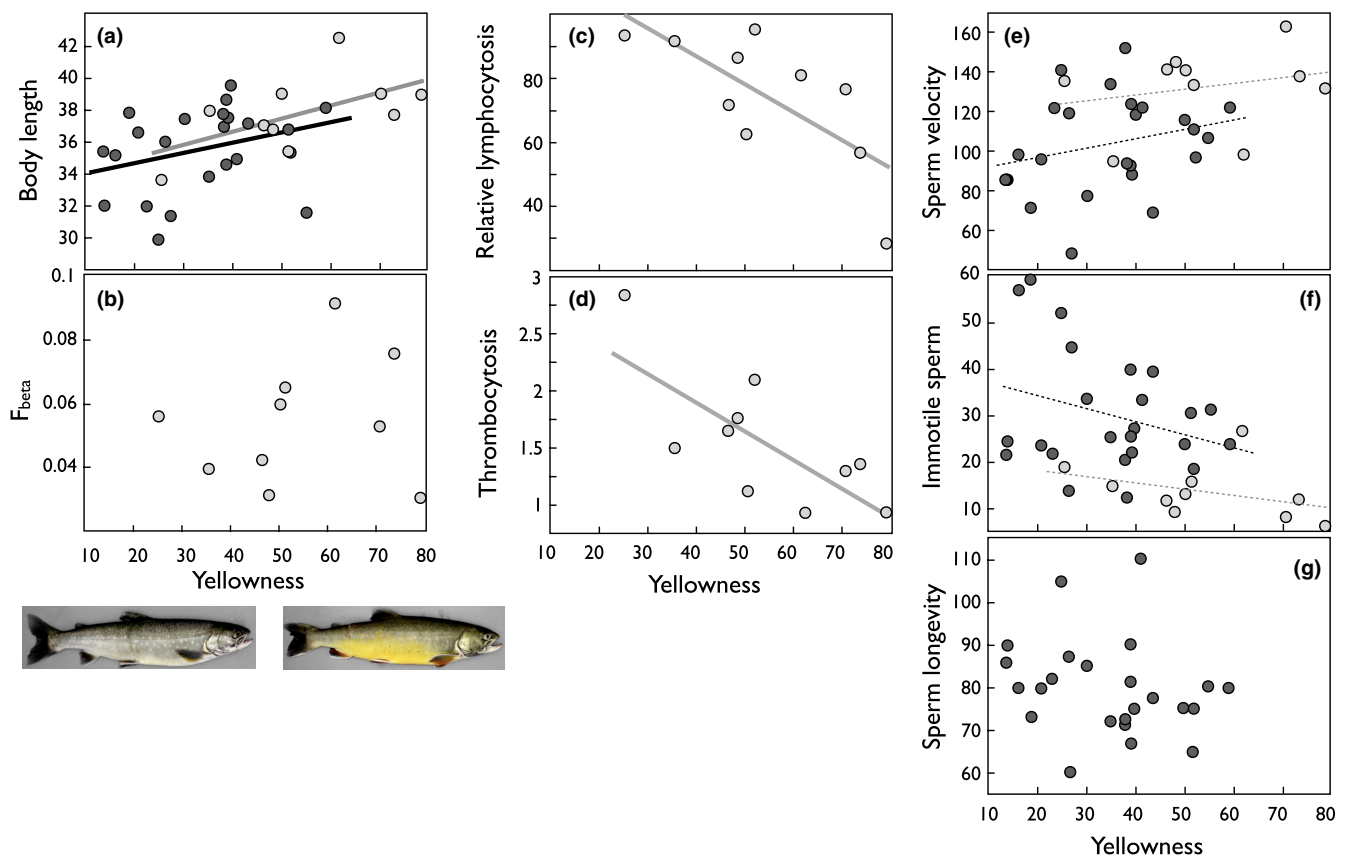 (a)
Body length
42
40
38
36
34
32
30
(b)
F beta
0.1
0.08
0.06
0.04
10 20 30 40 50 60 70 80
Yellowness
(c)
Relative lymphocytosis
80
60
40
(d)
Thrombocytosis
3
3
2.5
2
1.5
1
10 20 30 40 50 60 70 80
Yellowness
(e)
Sperm velocity
160
140
120
100
80
60
(f)
Immotile sperm
60
50
40
30
20
10
(g)
Sperm longevity
110
100
90
80
70
60
10 20 30 40 50 60 70 80
Yellowness